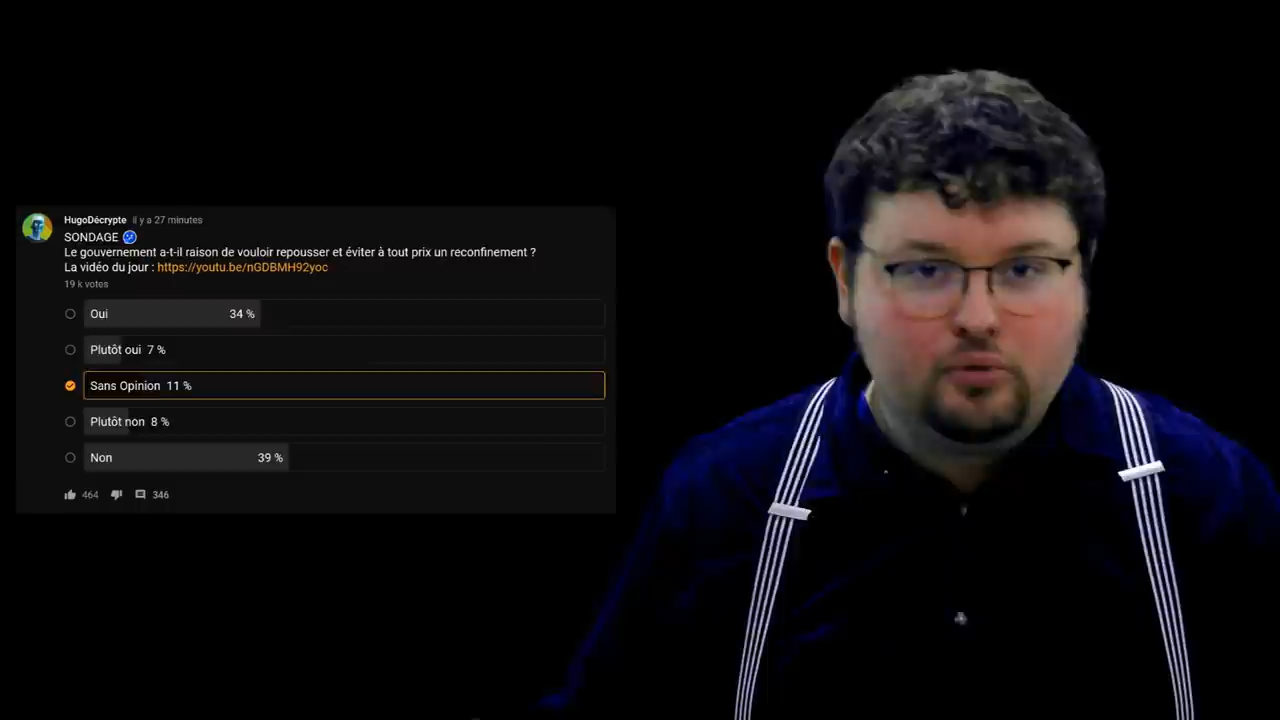 HugoDécrypte il y a 27 minutes
SONDAGE
Le gouvernement a-t-il raison de vouloir repousser et éviter à tout prix un reconfinement ?
La vidéo du jour : https://youtu.be/nGDBMH92yoc
19 k votes
Oui 34 %
Plutôt oui 7 %
Sans Opinion 11 %
Plutôt non 8 %
Non 39 %
464 346